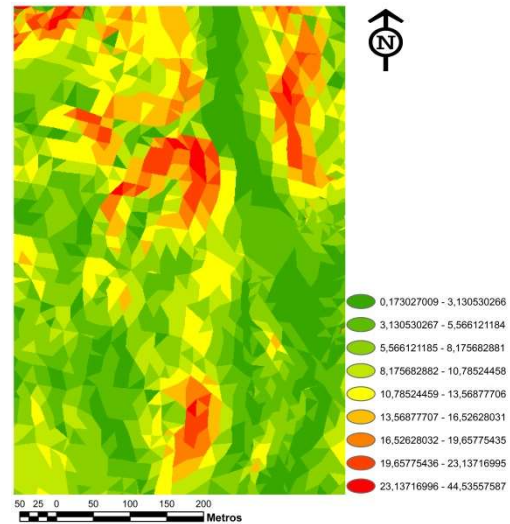 N
0,173027009 - 3,130530266
3,130530267 - 5,566121184
5,566121185 - 8,175682881
8,175682882 - 10,78524458
10,78524459 - 13,56877706
13,56877707 - 16,52628031
16,52628032 - 19,65775435
19,65775436 - 23,13716995
23,13716996 - 44,53557587
50 25 0 50 100 150 200
Metros